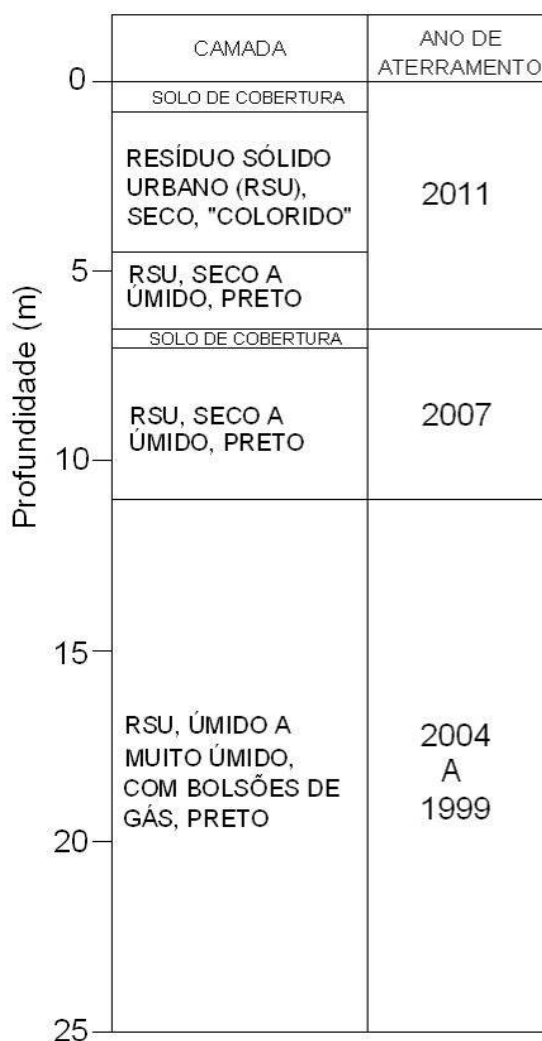 CAMADA
ANO DE
ATERRAMENTO
0
SOLO DE COBERTURA
RESÍDUO SÓLIDO
URBANO (RSU),
SECO, "COLORIDO"
2011
5
RSU, SECO A
ÚMIDO, PRETO
SOLO DE COBERTURA
RSU, SECO A
ÚMIDO, PRETO
2007
10
Profundidade (m)
15
RSU, ÚMIDO A
MUITO ÚMIDO,
COM BOLSÕES DE
GÁS, PRETO
2004
A
1999
20
25